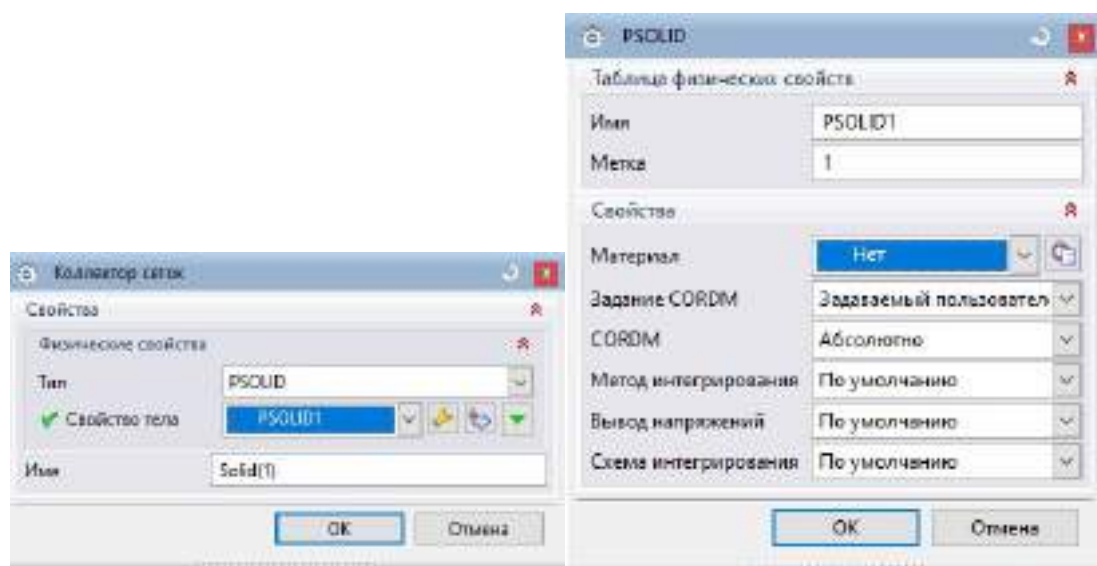 Коллектор сеток
Свойства
Физические свойства
Тип PSOLID
Свойство тела PSOLID1
Имя Solid(1)
OK Отмена
PSOLID
Таблица физических свойств
Имя PSOLID1
Метка 1
Свойства
Материал Нет
Задание CORDM Задаваемый пользовател
CORDM Абсолютно
Метод интегрирования По умолчанию
Вывод напряжений По умолчанию
Схема интегрирования По умолчанию
OK Отмена